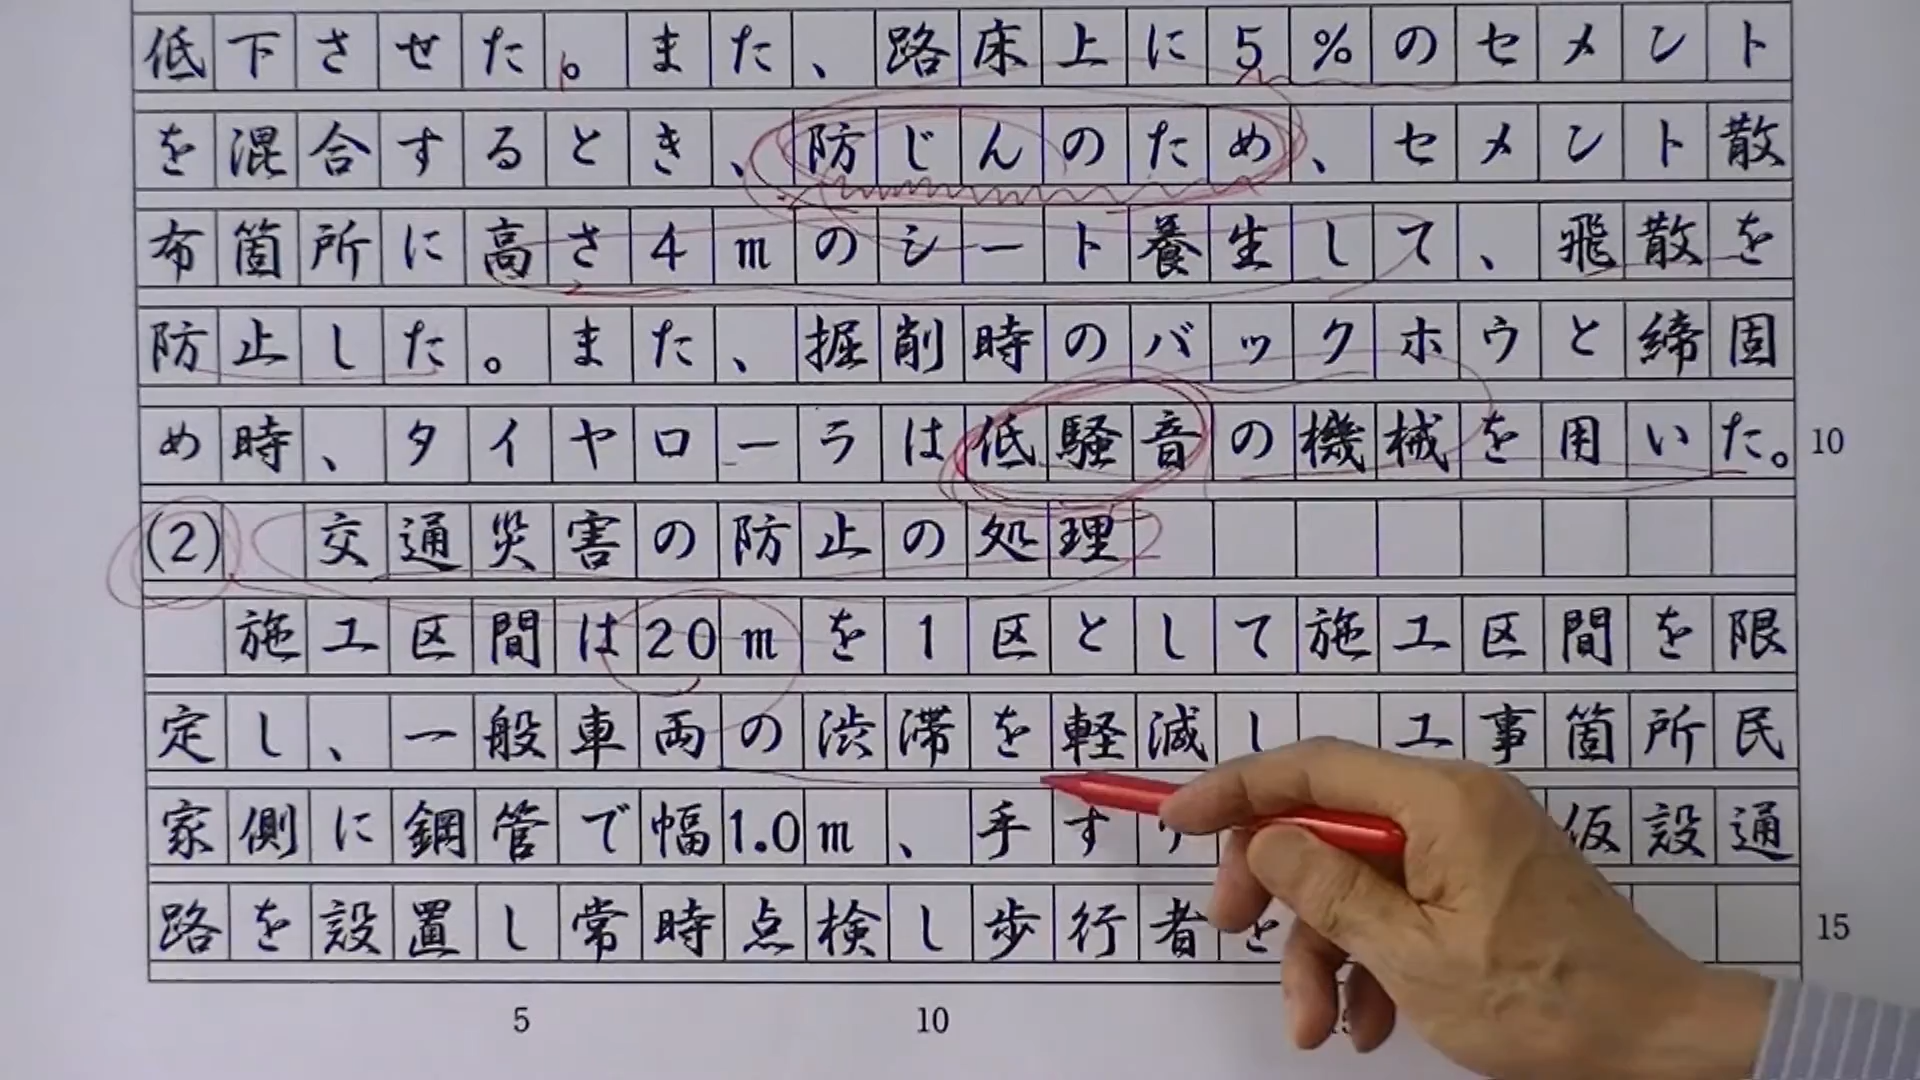 低下させた。また、路床上に5%のセメント
を混合するとき、防じんのため、セメント散
布箇所に高さ4mのシート養生して、飛散を
防止した。また、掘削時のバックホウと締固
め時、タイヤローラは低騒音の機械を用いた。 10
(2) 交通災害の防止の処理
施工区間は20mを1区として施工区間を限
定し、一般車両の渋滞を軽減し 工事箇所民
家側に鋼管で幅1.0m、手す 仮設通
路を設置し常時点検し歩行者を 15
5 10 15